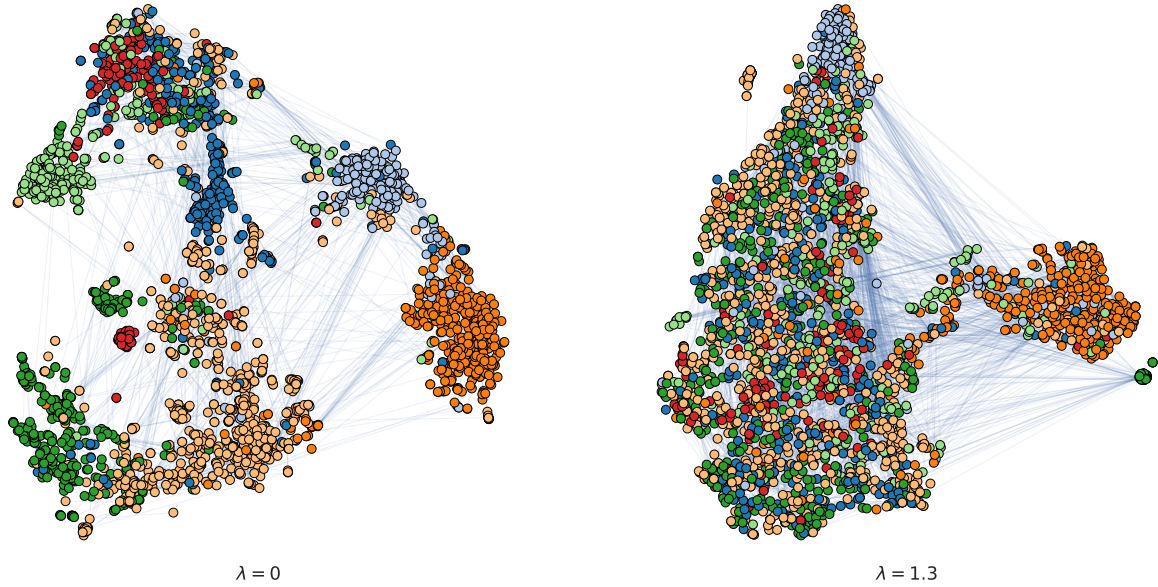 λ = 0
λ = 1.3